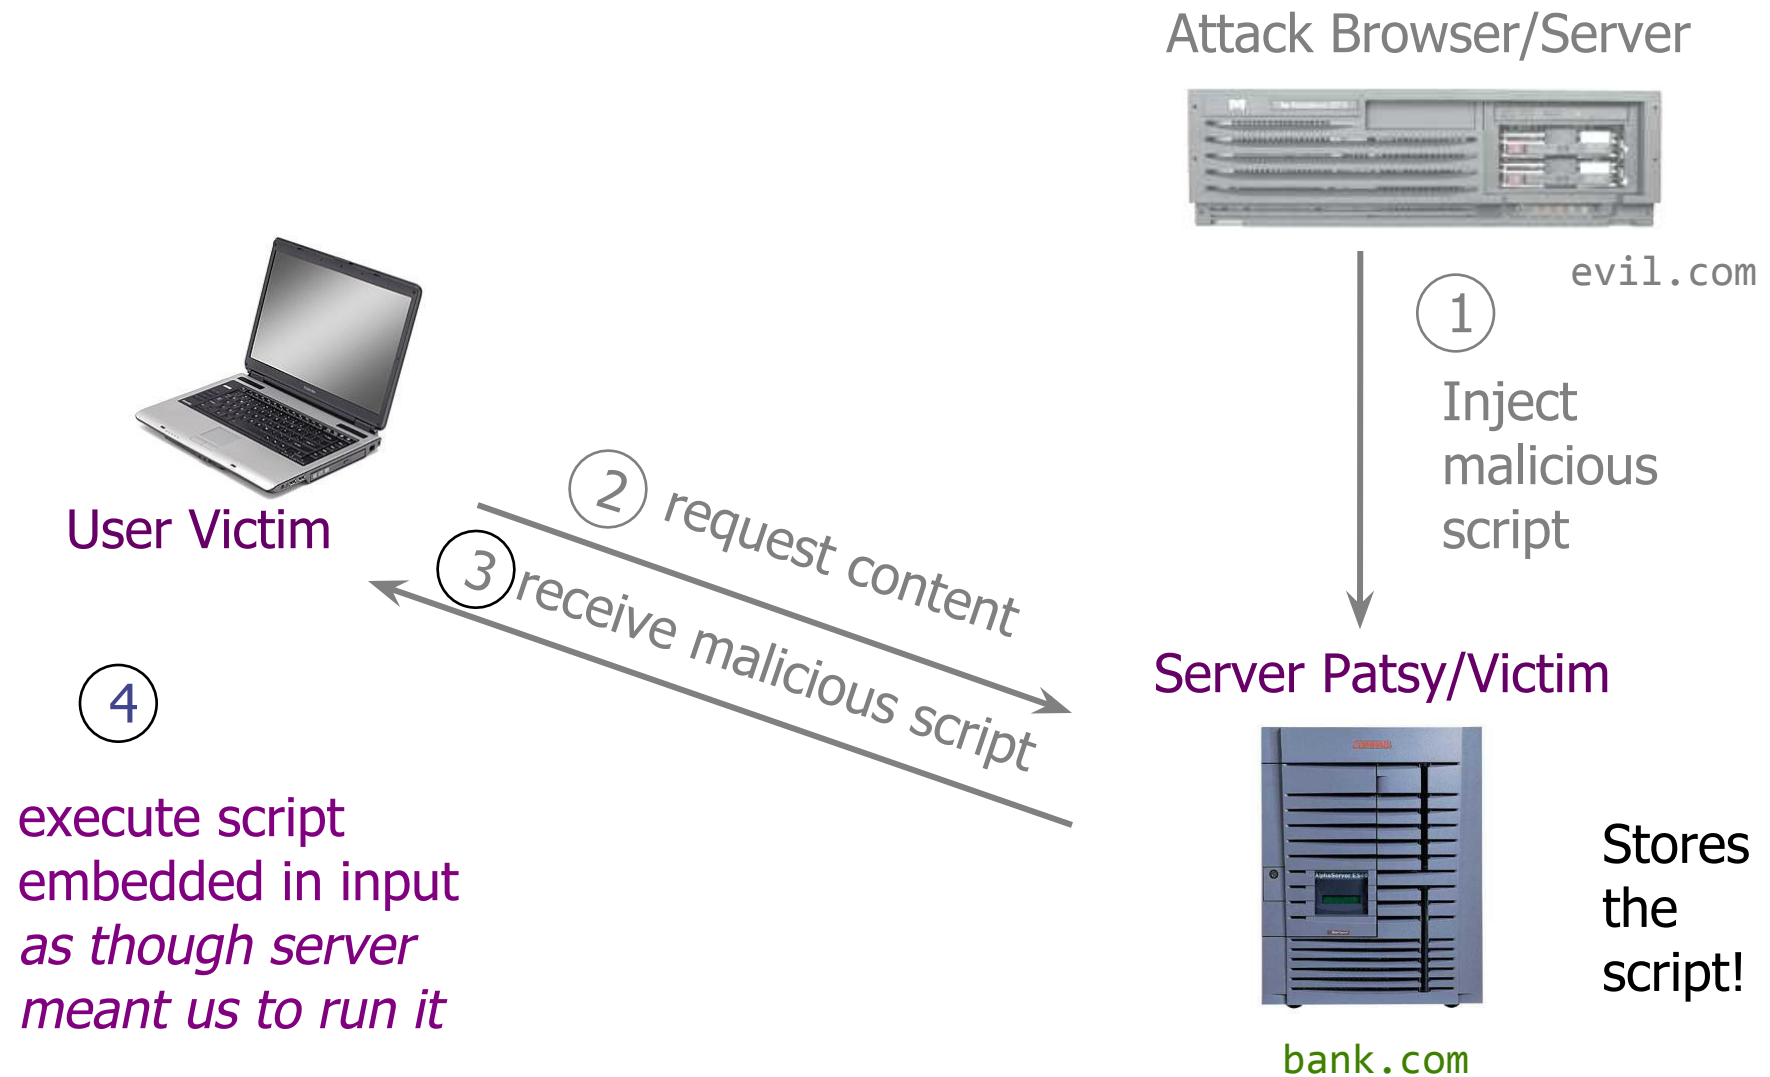 Attack Browser/Server
evil.com
1
Inject
malicious
script
User Victim
2 request content
3 receive malicious script
Server Patsy/Victim
4
execute script
embedded in input
as though server
meant us to run it
Stores
the
script!
AlphaServer
bank.com